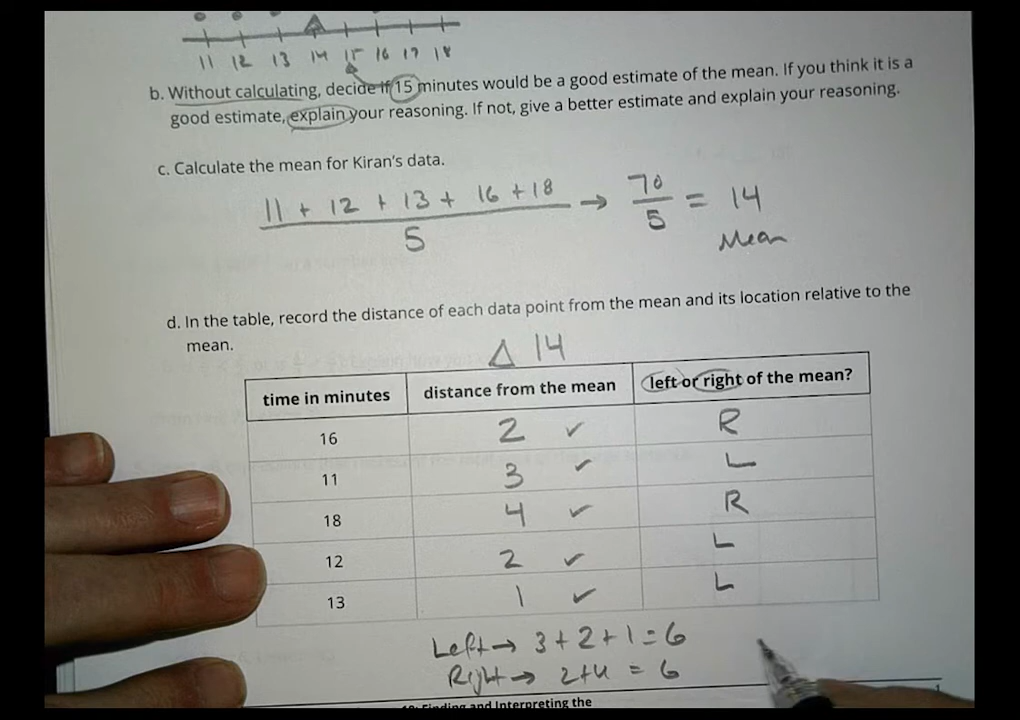 11 12 13 14 15 16 17 18
b. Without calculating, decide if 15 minutes would be a good estimate of the mean. If you think it is a
good estimate, explain your reasoning. If not, give a better estimate and explain your reasoning.
c. Calculate the mean for Kiran's data.
11 + 12 + 13 + 16 + 18 → 70 = 14
5 5
Mean
d. In the table, record the distance of each data point from the mean and its location relative to the
mean.
△ 14
time in minutes distance from the mean left or right of the mean?
16 2 ✓ R
11 3 ✓ L
18 4 ✓ R
12 2 ✓ L
13 1 ✓ L
Left → 3 + 2 + 1 = 6
Right → 2 + 4 = 6
Finding and Interpreting the